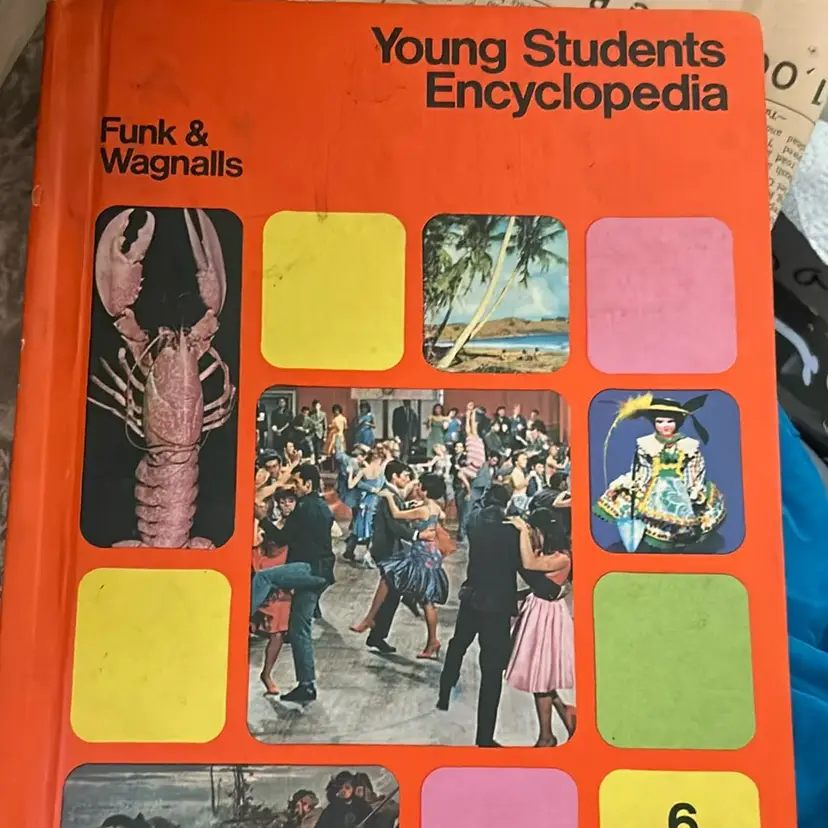 Young Students
Encyclopedia
Funk &
Wagnalls
6